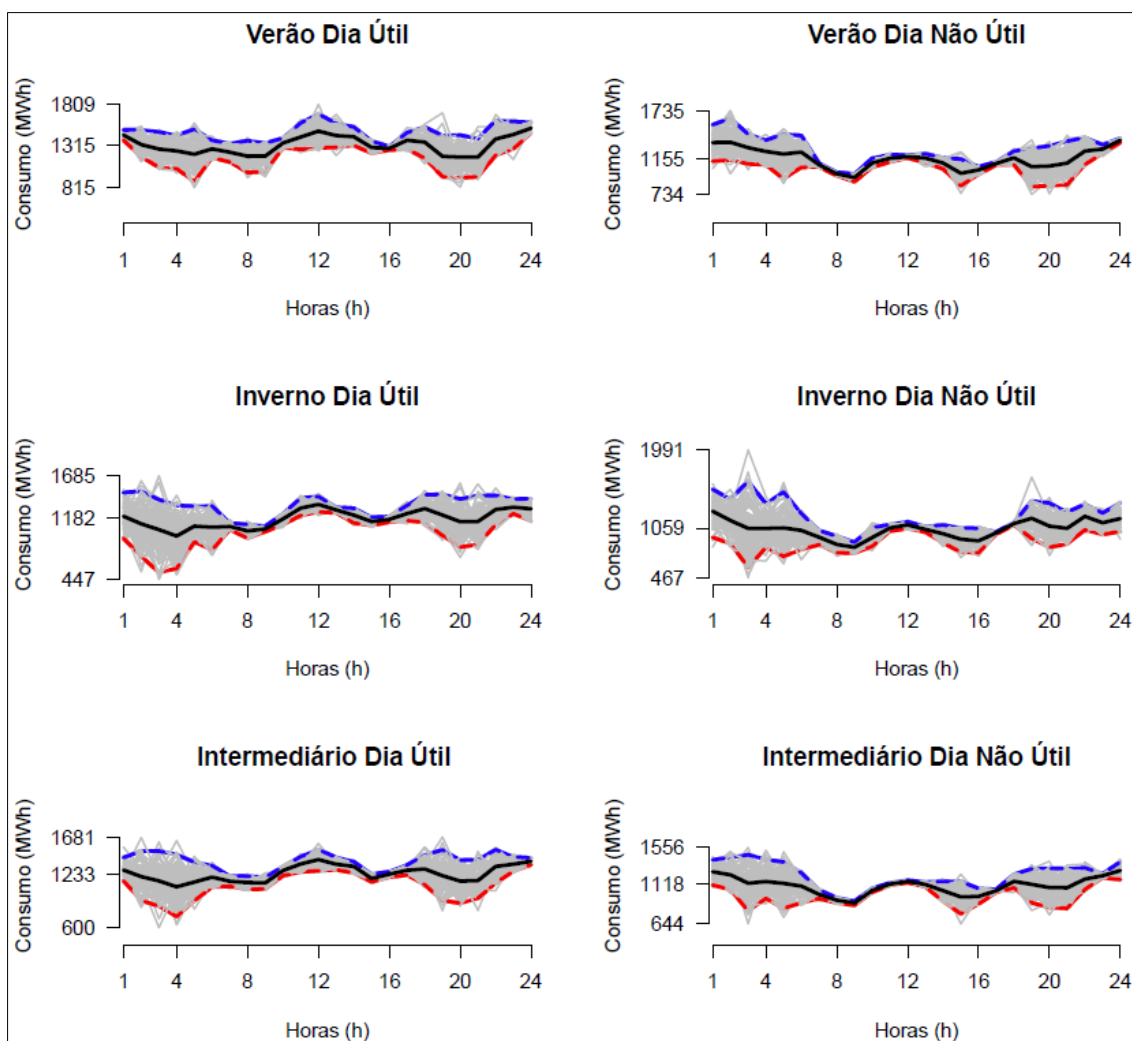 Verão Dia Útil
Consumo (MWh)
1809
1315
815
1 4 8 12 16 20 24
Horas (h)
Verão Dia Não Útil
Consumo (MWh)
1735
1155
734
1 4 8 12 16 20 24
Horas (h)
Inverno Dia Útil
Consumo (MWh)
1685
1182
447
1 4 8 12 16 20 24
Horas (h)
Inverno Dia Não Útil
Consumo (MWh)
1991
1059
467
1 4 8 12 16 20 24
Horas (h)
Intermediário Dia Útil
Consumo (MWh)
1681
1233
600
1 4 8 12 16 20 24
Horas (h)
Intermediário Dia Não Útil
Consumo (MWh)
1556
1118
644
1 4 8 12 16 20 24
Horas (h)